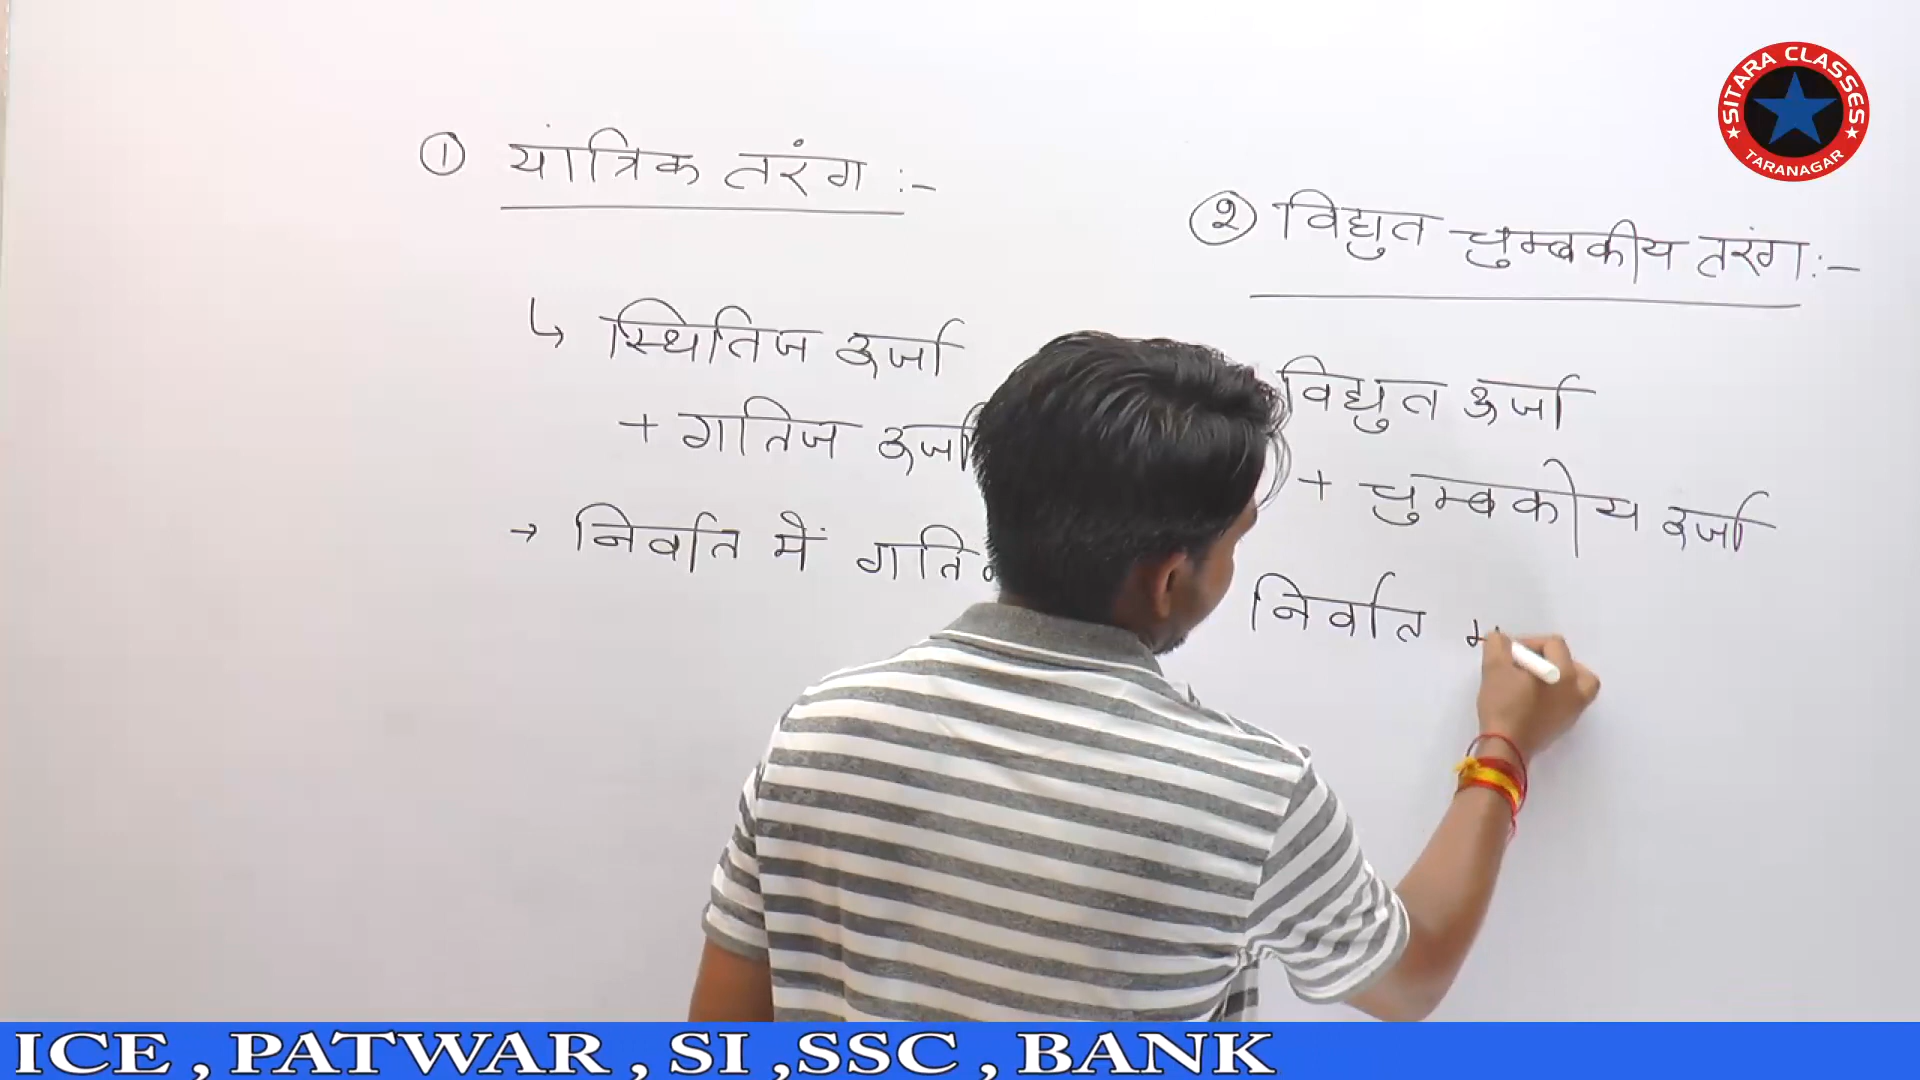 SITARA CLASSES
TARANAGAR
① यांत्रिक तरंग :-
↳ स्थितिज ऊर्जा
+ गतिज ऊर्जा
→ निर्वात में गति
② विद्युत चुम्बकीय तरंग :-
विद्युत ऊर्जा
+ चुम्बकीय ऊर्जा
निर्वात
ICE , PATWAR , SI ,SSC , BANK